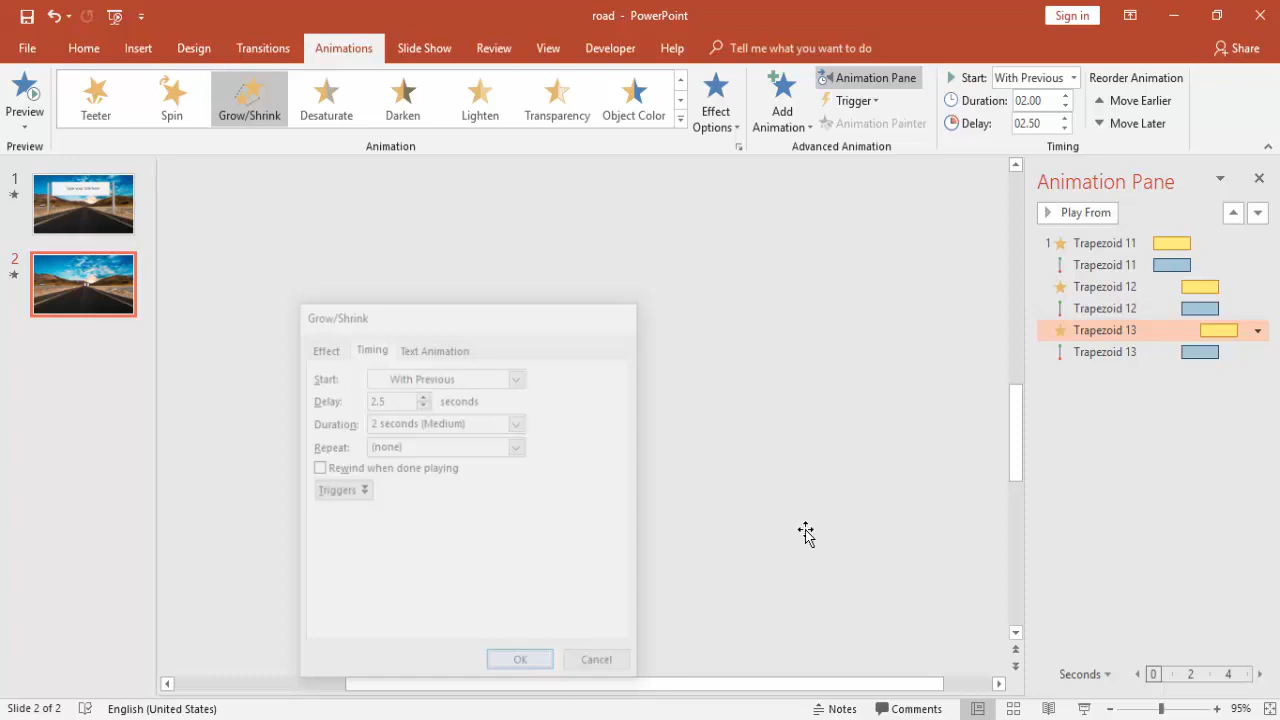 road - PowerPoint
Sign in
File Home Insert Design Transitions Animations Slide Show Review View Developer Help Tell me what you want to do Share
Preview
Preview
Teeter Spin Grow/Shrink Desaturate Darken Lighten Transparency Object Color
Animation
Effect Options
Add Animation
Animation Pane
Trigger
Animation Painter
Advanced Animation
Start: With Previous
Duration: 02.00
Delay: 02.50
Reorder Animation
Move Earlier
Move Later
Timing
1
Type your title here
2
Grow/Shrink
Effect Timing Text Animation
Start: With Previous
Delay: 2.5 seconds
Duration: 2 seconds (Medium)
Repeat: (none)
Rewind when done playing
Triggers
OK Cancel
Animation Pane
Play From
1 Trapezoid 11
Trapezoid 11
Trapezoid 12
Trapezoid 12
Trapezoid 13
Trapezoid 13
Seconds 0 2 4
Slide 2 of 2 English (United States) Notes Comments 95%